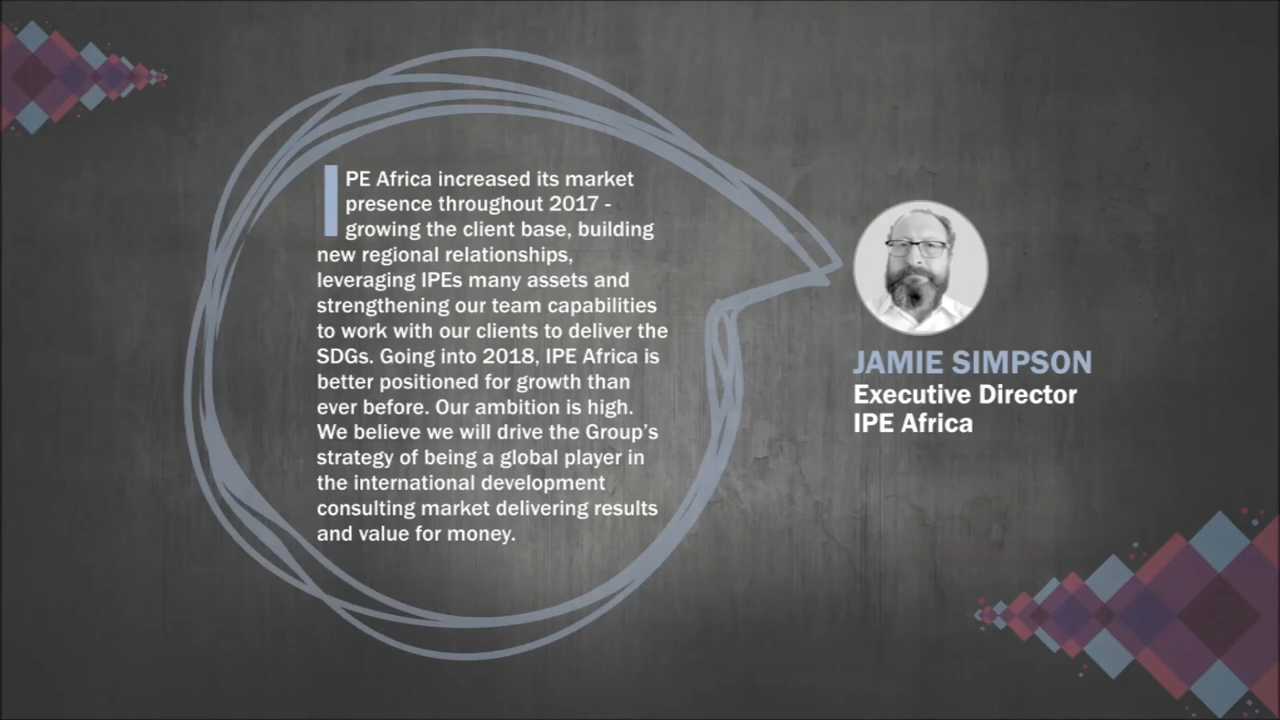 IPE Africa increased its market
presence throughout 2017 -
growing the client base, building
new regional relationships,
leveraging IPEs many assets and
strengthening our team capabilities
to work with our clients to deliver the
SDGs. Going into 2018, IPE Africa is
better positioned for growth than
ever before. Our ambition is high.
We believe we will drive the Group’s
strategy of being a global player in
the international development
consulting market delivering results
and value for money.
JAMIE SIMPSON
Executive Director
IPE Africa